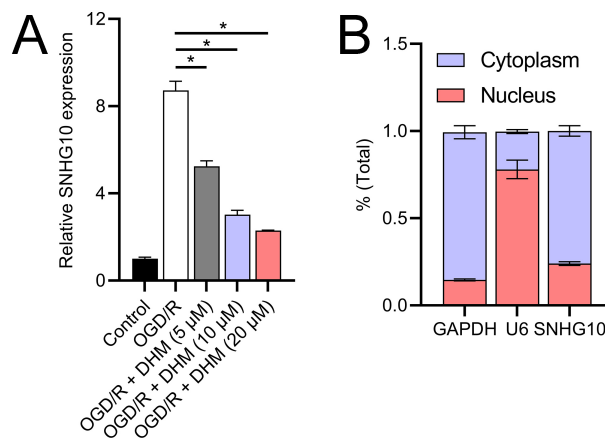 A
Relative SNHG10 expression
12
8
4
0
*
*
*
Control
OGD/R
OGD/R + DHM (5 μM)
OGD/R + DHM (10 μM)
OGD/R + DHM (20 μM)
B
% (Total)
1.5
1.0
0.5
0.0
Cytoplasm
Nucleus
GAPDH U6 SNHG10